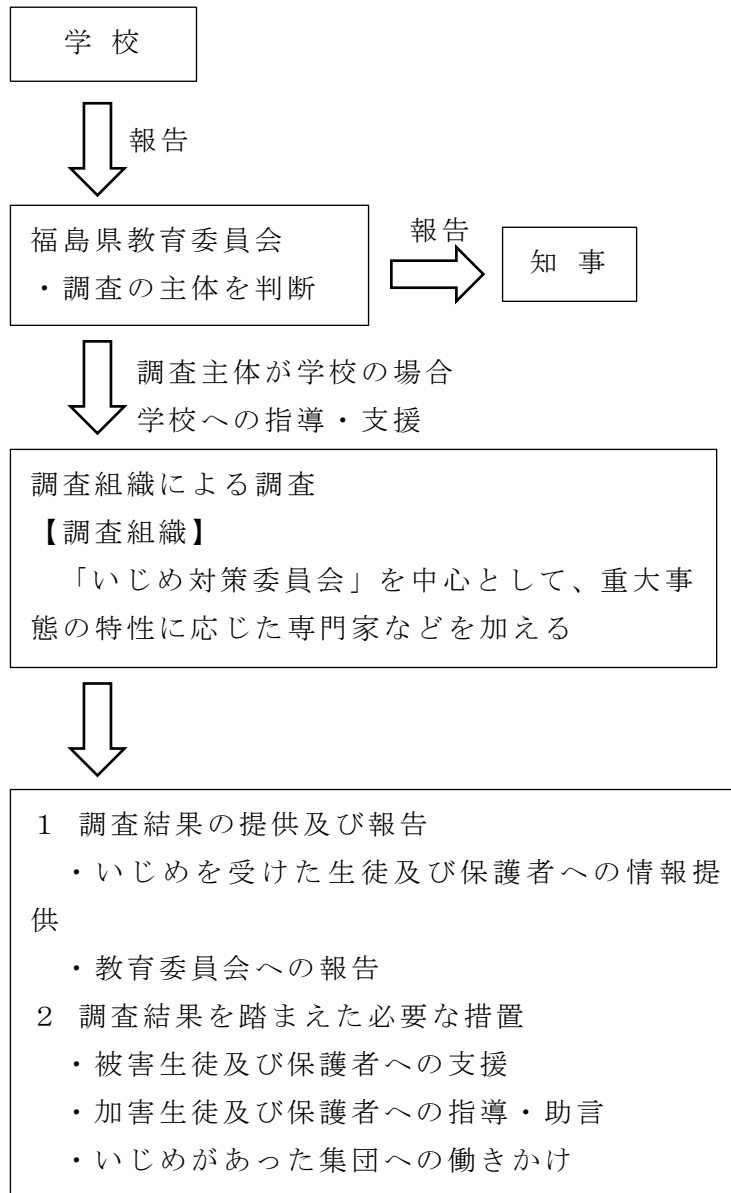 学校
報告
福島県教育委員会
・調査の主体を判断
報告
知事
調査主体が学校の場合
学校への指導・支援
調査組織による調査
【調査組織】
「いじめ対策委員会」を中心として、重大事
態の特性に応じた専門家などを加える
１ 調査結果の提供及び報告
・いじめを受けた生徒及び保護者への情報提
供
・教育委員会への報告
２ 調査結果を踏まえた必要な措置
・被害生徒及び保護者への支援
・加害生徒及び保護者への指導・助言
・いじめがあった集団への働きかけ